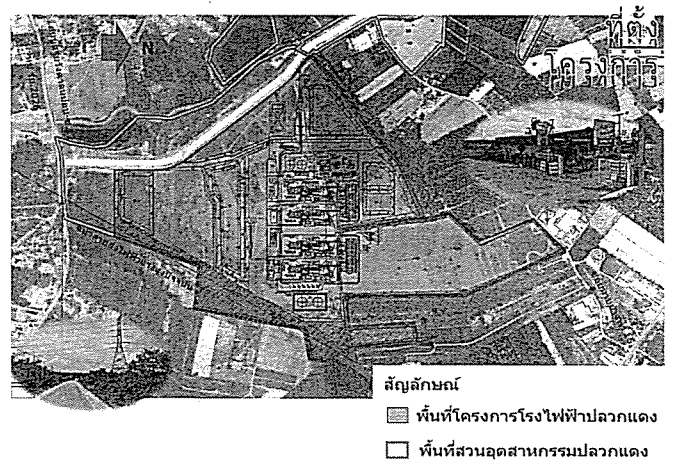 ที่ตั้ง
โครงการ
N
สัญลักษณ์
พื้นที่โครงการโรงไฟฟ้าปลวกแดง
พื้นที่สวนอุตสาหกรรมปลวกแดง